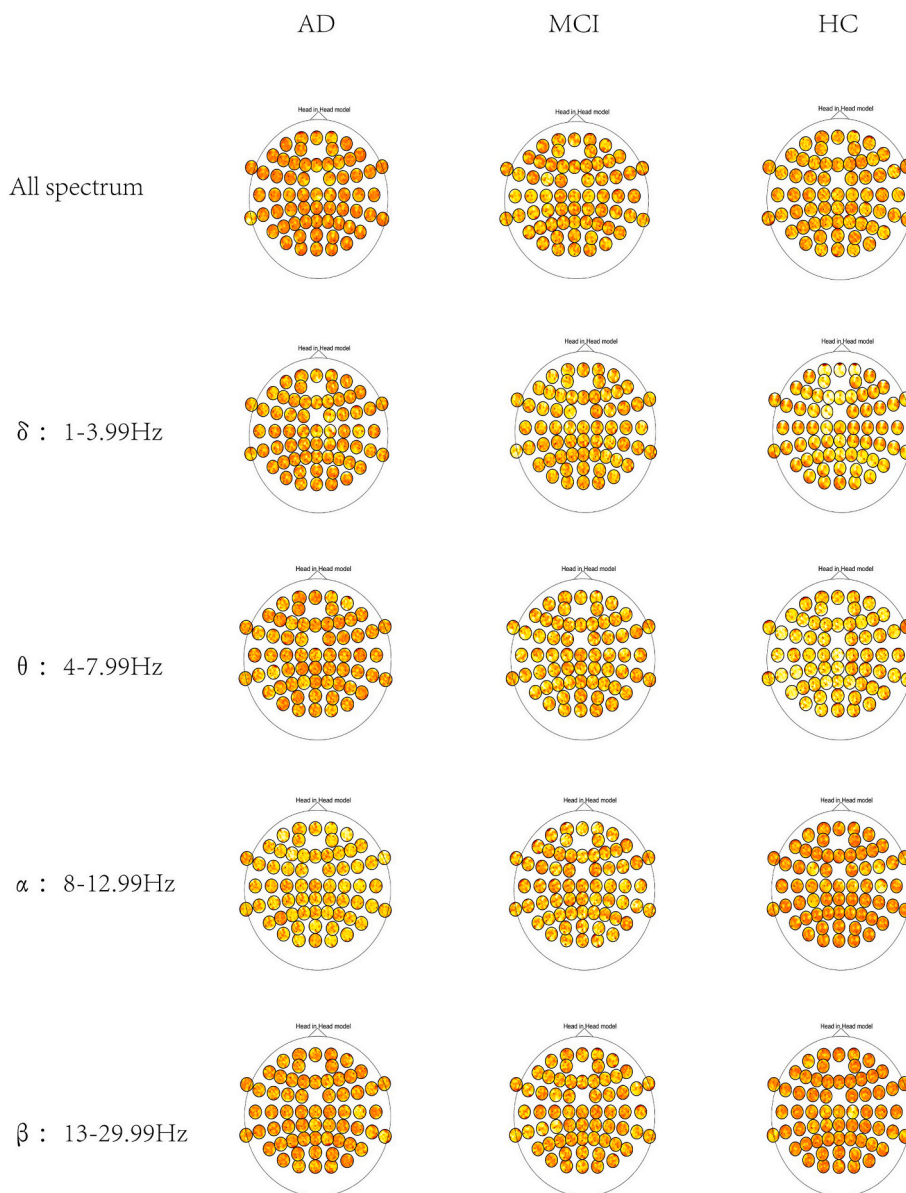 AD MCI HC
Head in Head model Head in Head model Head in Head model
All spectrum
Head in Head model Head in Head model Head in Head model
δ： 1-3.99Hz
Head in Head model Head in Head model Head in Head model
θ： 4-7.99Hz
Head in Head model Head in Head model Head in Head model
α： 8-12.99Hz
Head in Head model Head in Head model Head in Head model
β： 13-29.99Hz